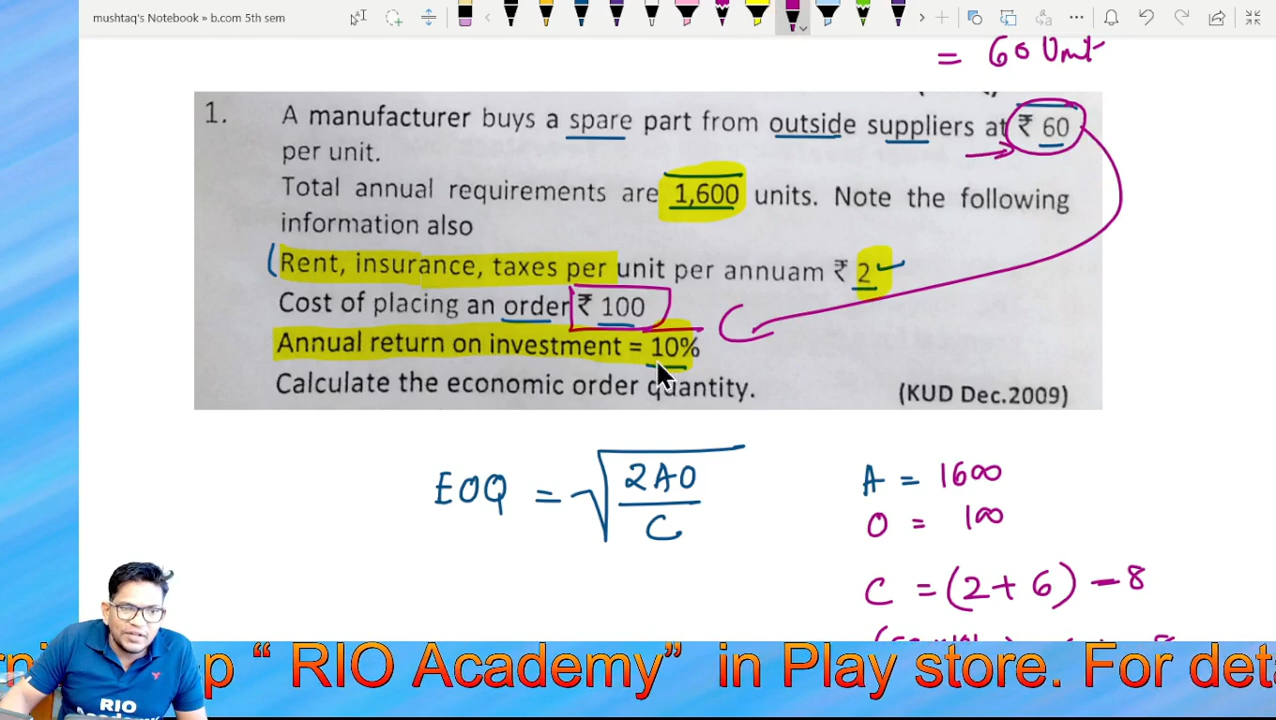 mushtaq's Notebook » b.com 5th sem
= 60 Unit
1. A manufacturer buys a spare part from outside suppliers at ₹ 60
per unit.
Total annual requirements are 1,600 units. Note the following
information also
Rent, insurance, taxes per unit per annuam ₹ 2
Cost of placing an order ₹ 100
Annual return on investment = 10%
Calculate the economic order quantity. (KUD Dec.2009)
EOQ = √2AO/C
A = 1600
O = 100
C = (2+6) - 8
p “ RIO Academy” in Play store. For deta